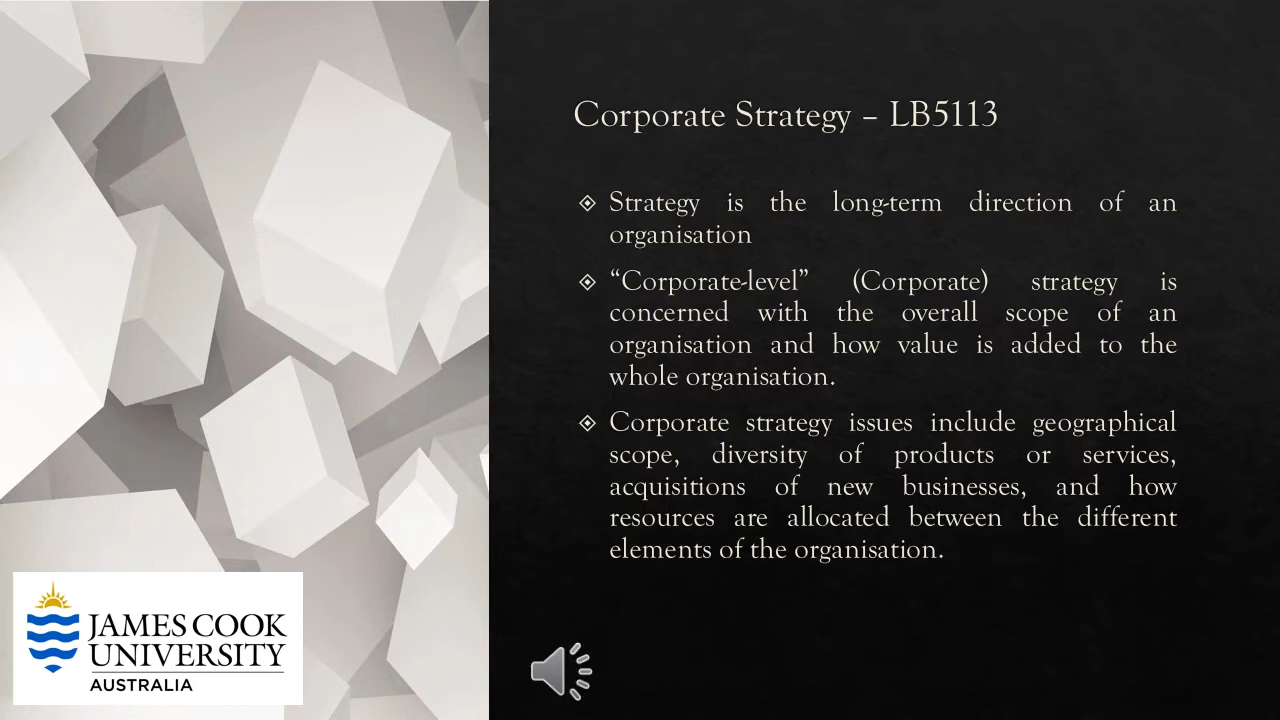 Corporate Strategy – LB5113
Strategy is the long-term direction of an
organisation
“Corporate-level” (Corporate) strategy is
concerned with the overall scope of an
organisation and how value is added to the
whole organisation.
Corporate strategy issues include geographical
scope, diversity of products or services,
acquisitions of new businesses, and how
resources are allocated between the different
elements of the organisation.
JAMES COOK
UNIVERSITY
AUSTRALIA